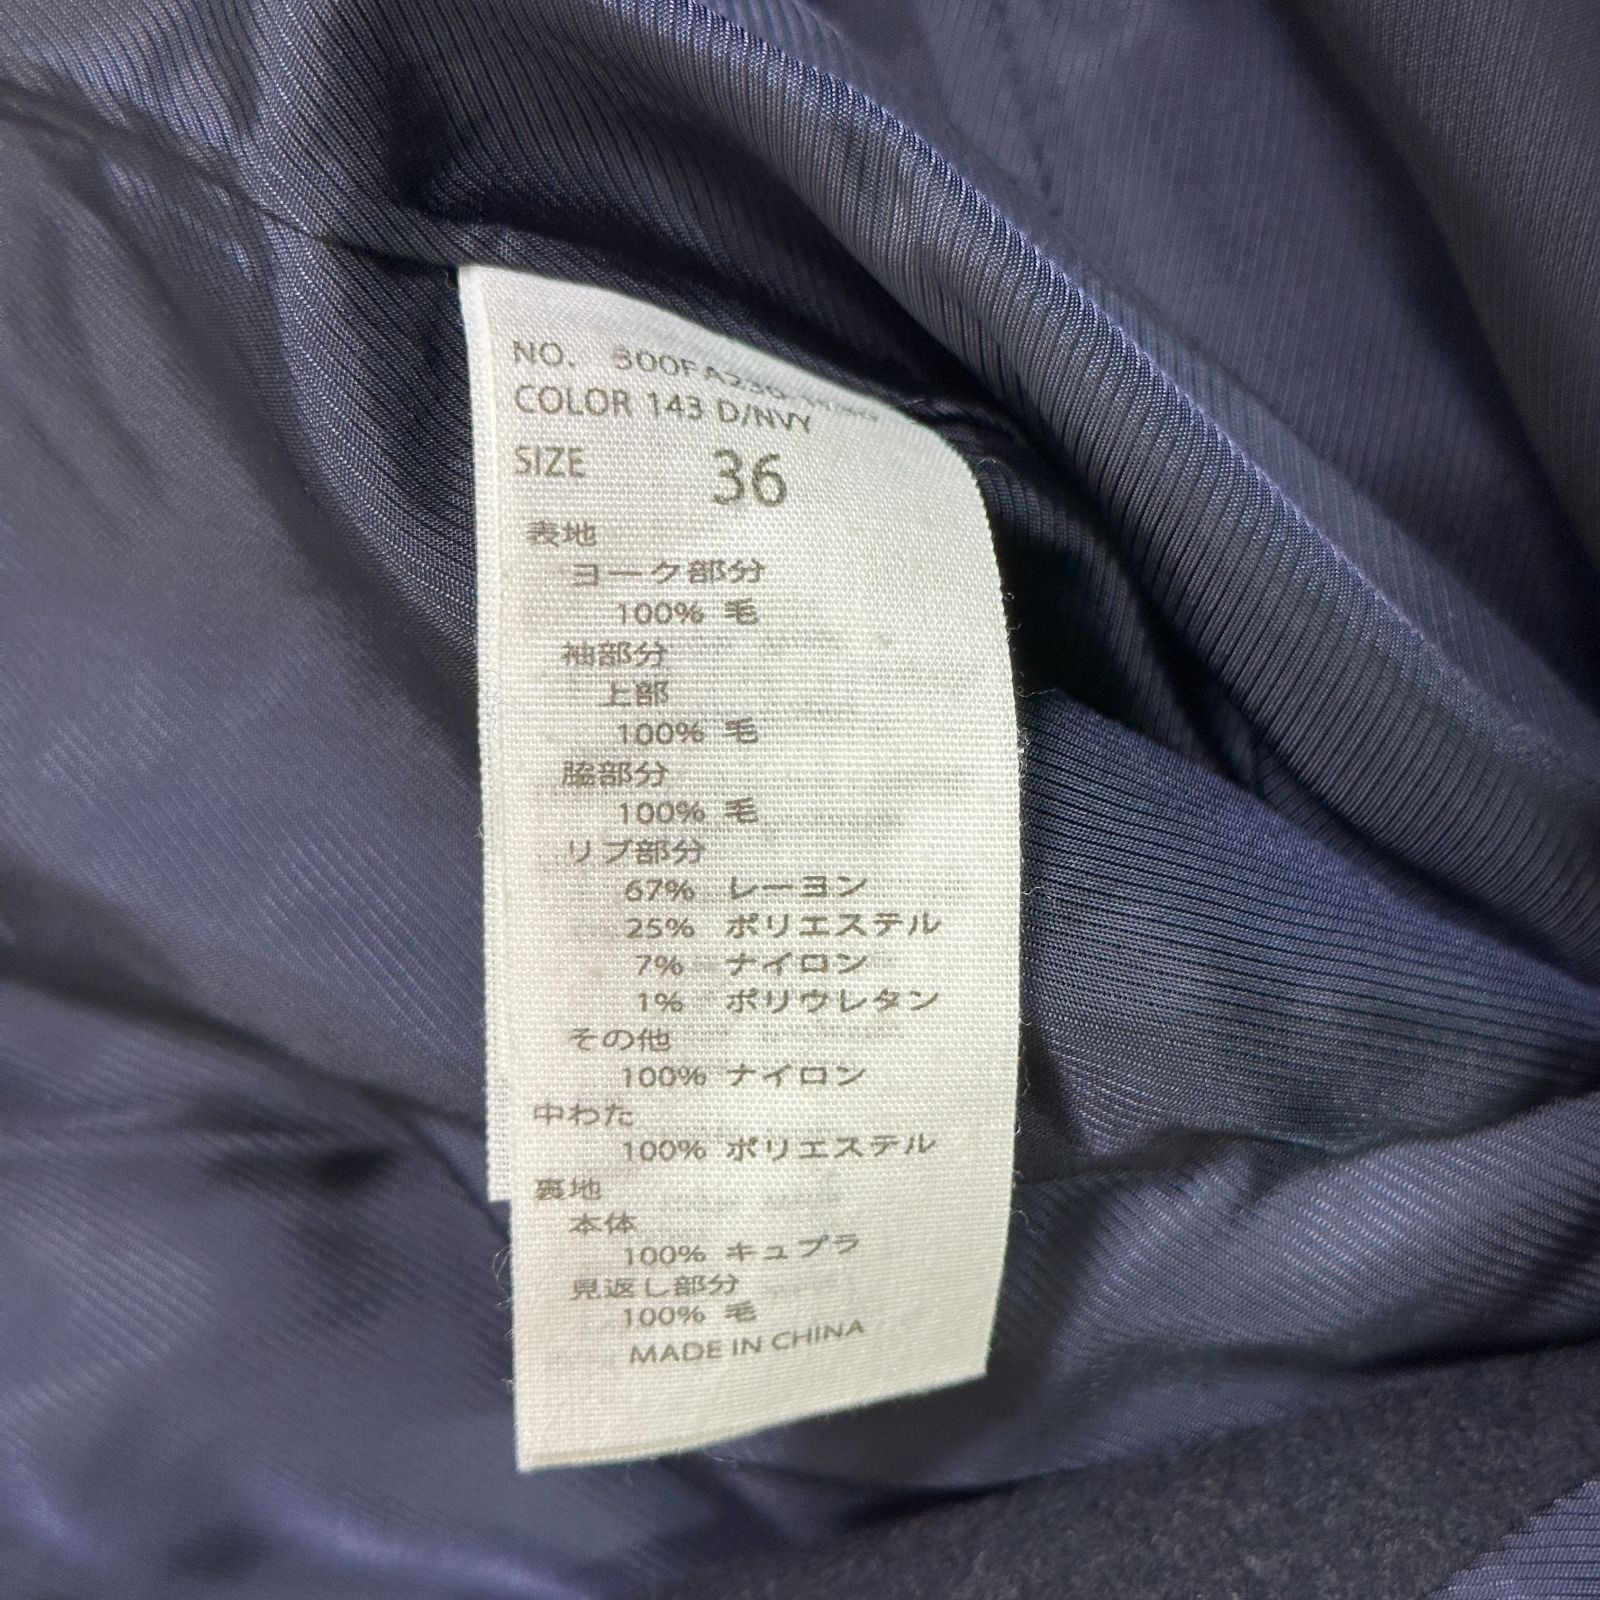 NO.
COLOR 143 D/NVY
SIZE 36
表地
ヨーク部分
100% 毛
袖部分
上部
100% 毛
脇部分
100% 毛
リブ部分
67% レーヨン
25% ポリエステル
7% ナイロン
1% ポリウレタン
その他
100% ナイロン
中わた
100% ポリエステル
裏地
本体
100% キュプラ
見返し部分
100% 毛
MADE IN CHINA